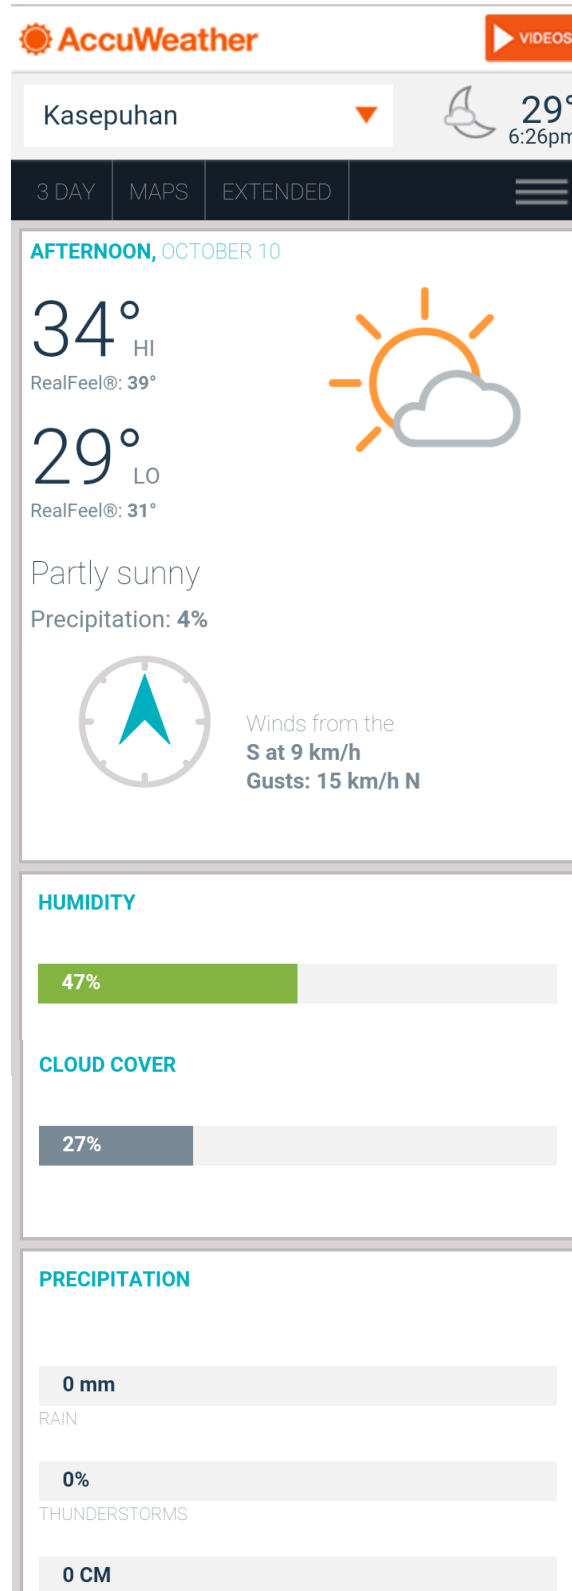 AccuWeather
VIDEOS
Kasepuhan
29°
6:26pm
3 DAY MAPS EXTENDED
AFTERNOON, OCTOBER 10
34° HI
RealFeel®: 39°
29° LO
RealFeel®: 31°
Partly sunny
Precipitation: 4%
Winds from the
S at 9 km/h
Gusts: 15 km/h N
HUMIDITY
47%
CLOUD COVER
27%
PRECIPITATION
0 mm
RAIN
0%
THUNDERSTORMS
0 CM